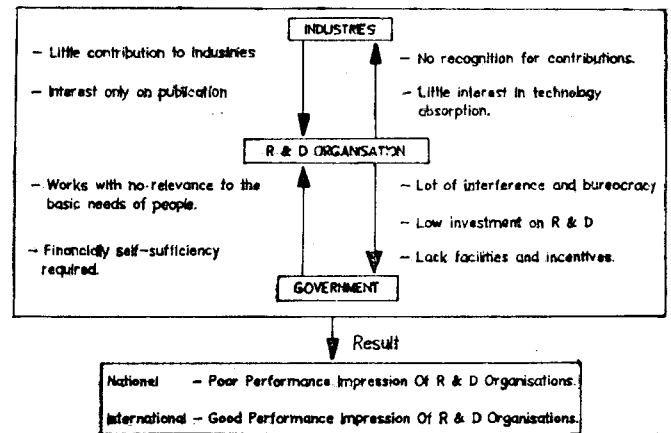 INDUSTRIES
– Little contribution to industries
– Interest only on publication
– No recognition for contributions.
– Little interest in technology
absorption.
R & D ORGANISATION
– Works with no relevance to the
basic needs of people.
– Financially self-sufficiency
required.
– Lot of interference and bureaucracy
– Low investment on R & D
– Lack facilities and incentives.
GOVERNMENT
Result
National – Poor Performance Impression Of R & D Organisations.
International – Good Performance Impression Of R & D Organisations.